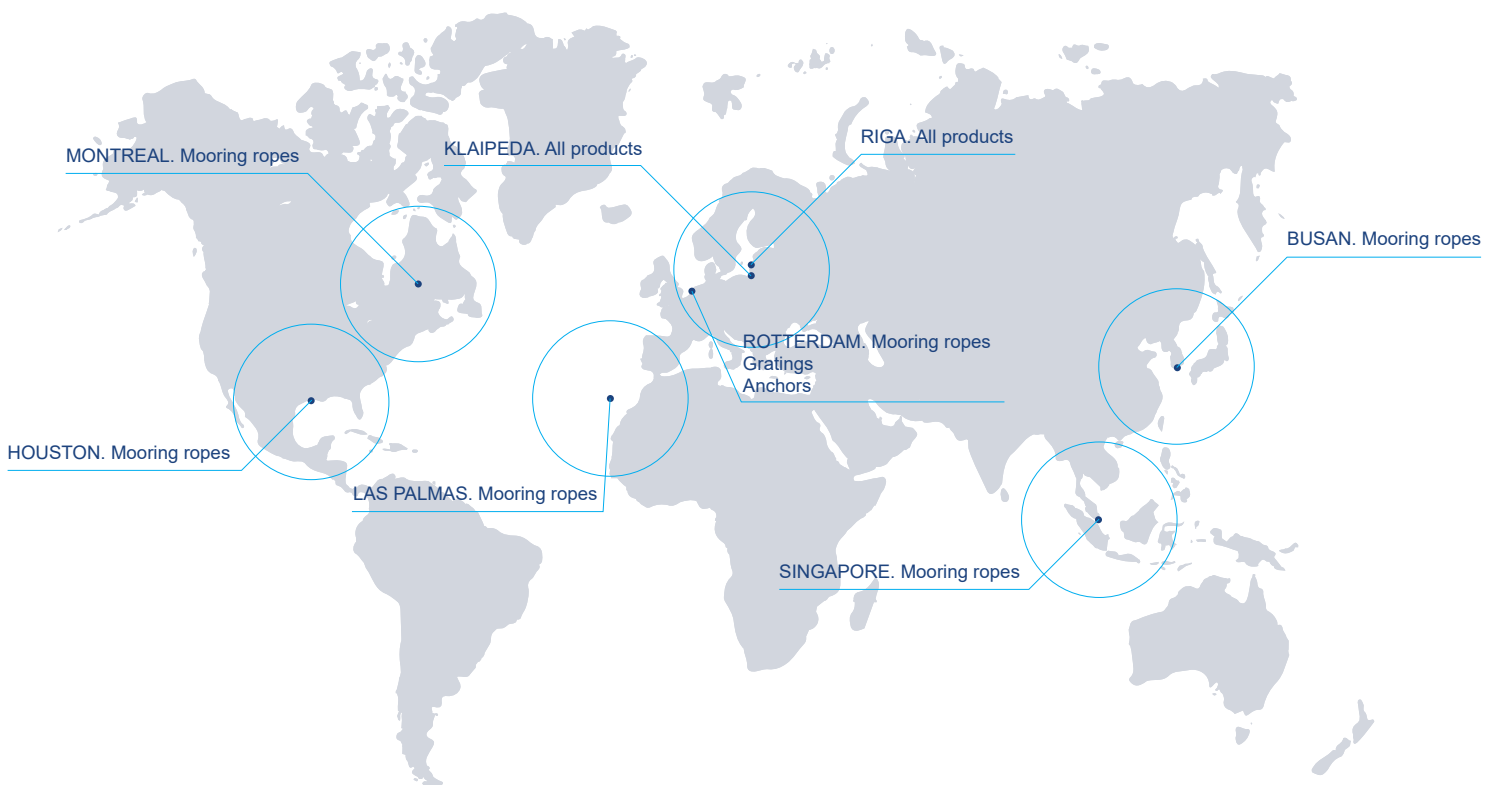 RIGA. All products
KLAIPEDA. All products
MONTREAL. Mooring ropes
BUSAN. Mooring ropes
ROTTERDAM. Mooring ropes
Gratings
Anchors
HOUSTON. Mooring ropes
LAS PALMAS. Mooring ropes
SINGAPORE. Mooring ropes